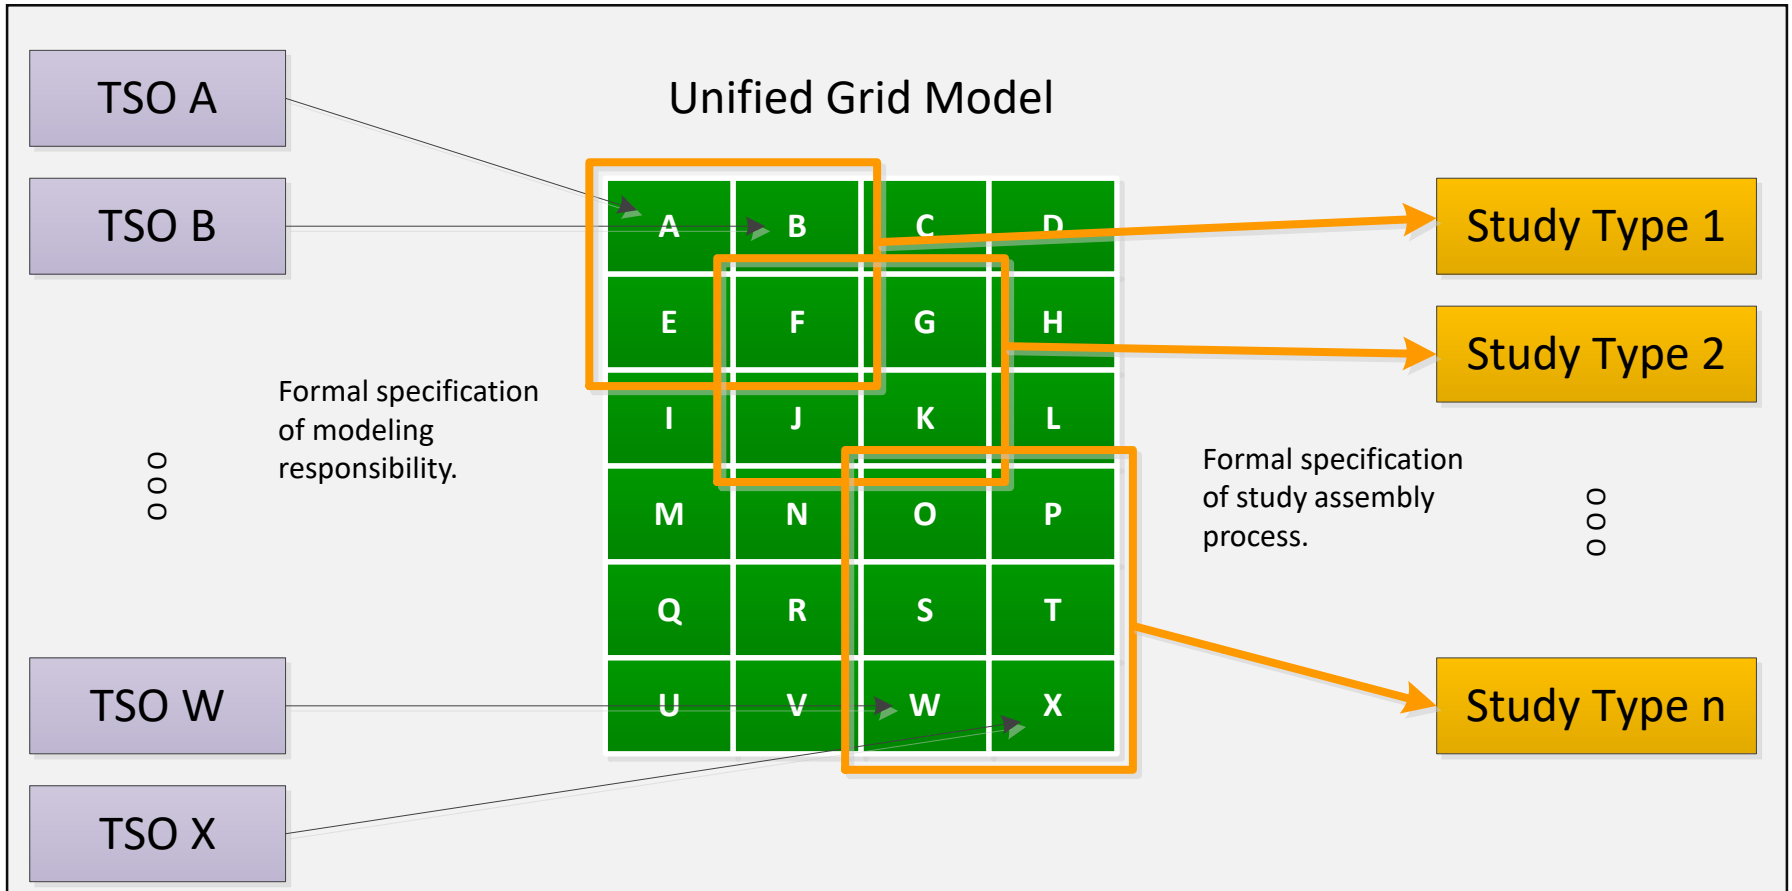 Unified Grid Model
TSO A
TSO B
Formal specification
of modeling
responsibility.
o o o
TSO W
TSO X
A B C D
E F G H
I J K L
M N O P
Q R S T
U V W X
Study Type 1
Study Type 2
Formal specification
of study assembly
process.
o o o
Study Type n